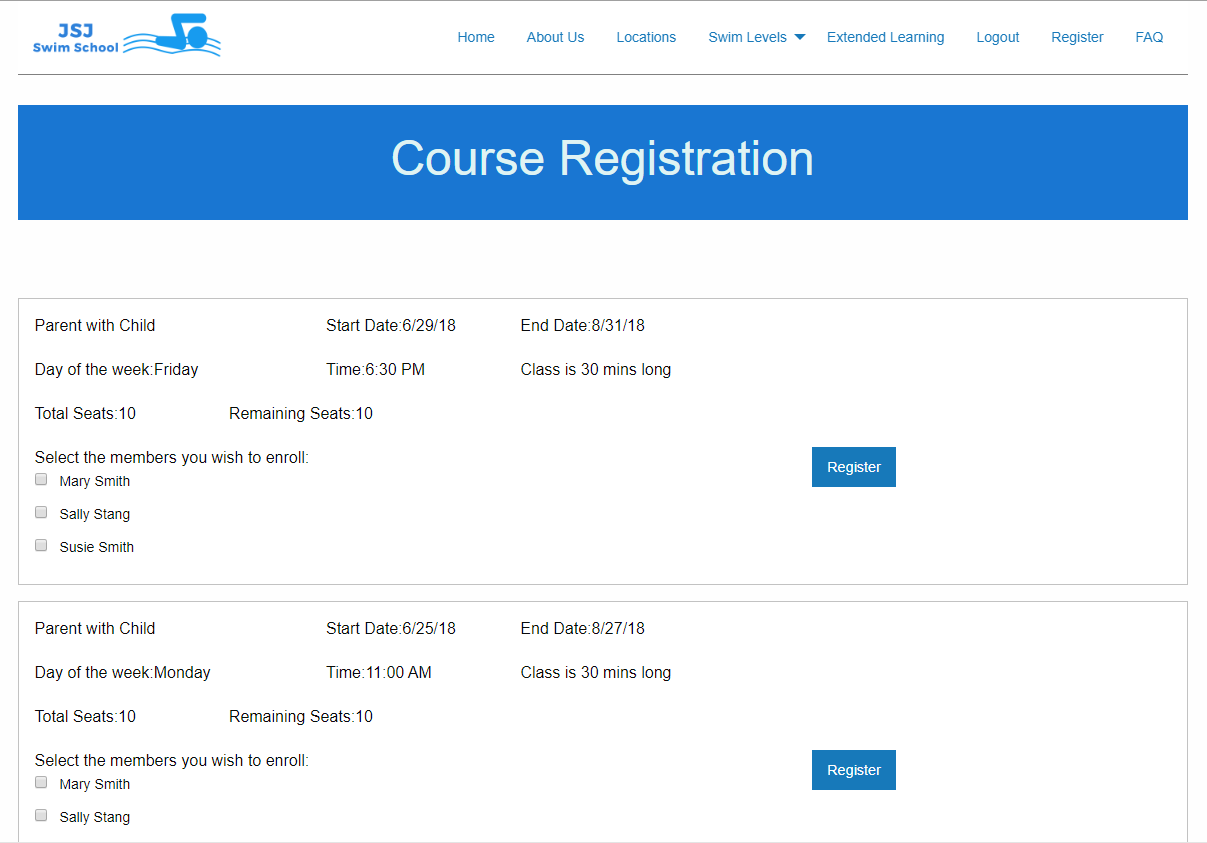 JSJ
Swim School
Home About Us Locations Swim Levels Extended Learning Logout Register FAQ
Course Registration
Parent with Child Start Date:6/29/18 End Date:8/31/18
Day of the week:Friday Time:6:30 PM Class is 30 mins long
Total Seats:10 Remaining Seats:10
Select the members you wish to enroll:
Register
Mary Smith
Sally Stang
Susie Smith
Parent with Child Start Date:6/25/18 End Date:8/27/18
Day of the week:Monday Time:11:00 AM Class is 30 mins long
Total Seats:10 Remaining Seats:10
Select the members you wish to enroll:
Register
Mary Smith
Sally Stang